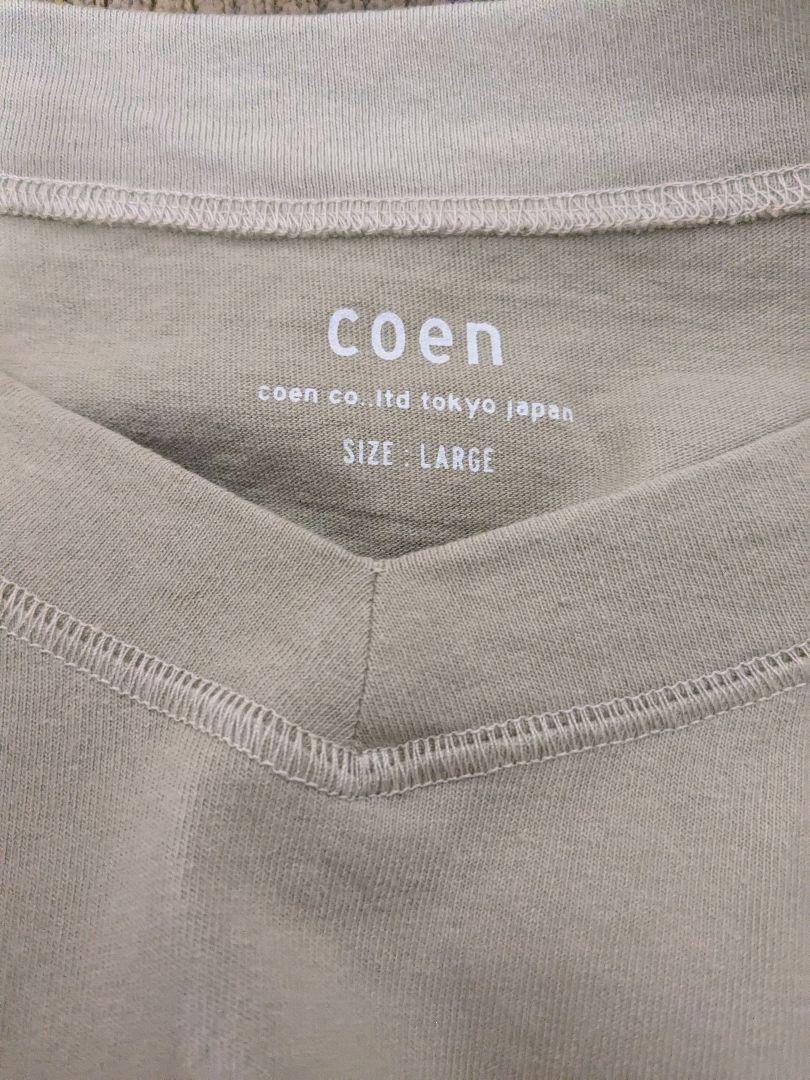 coen
coen co.,ltd tokyo japan
SIZE : LARGE